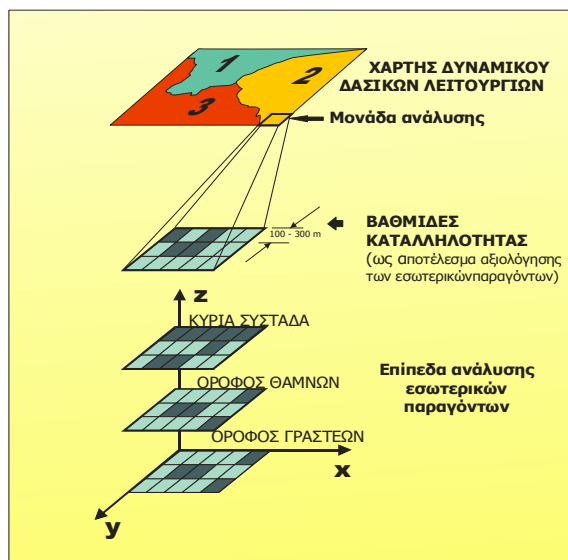 ΧΑΡΤΗΣ ΔΥΝΑΜΙΚΟΥ
ΔΑΣΙΚΩΝ ΛΕΙΤΟΥΡΓΙΩΝ
1
2
3
Μονάδα ανάλυσης
100 - 300 m
ΒΑΘΜΙΔΕΣ
ΚΑΤΑΛΛΗΛΟΤΗΤΑΣ
(ως αποτέλεσμα αξιολόγησης
των εσωτερικώνπαραγόντων)
z
ΚΥΡΙΑ ΣΥΣΤΑΔΑ
ΟΡΟΦΟΣ ΘΑΜΝΩΝ
ΟΡΟΦΟΣ ΓΡΑΣΤΕΩΝ
Επίπεδα ανάλυσης
εσωτερικών
παραγόντων
x
y